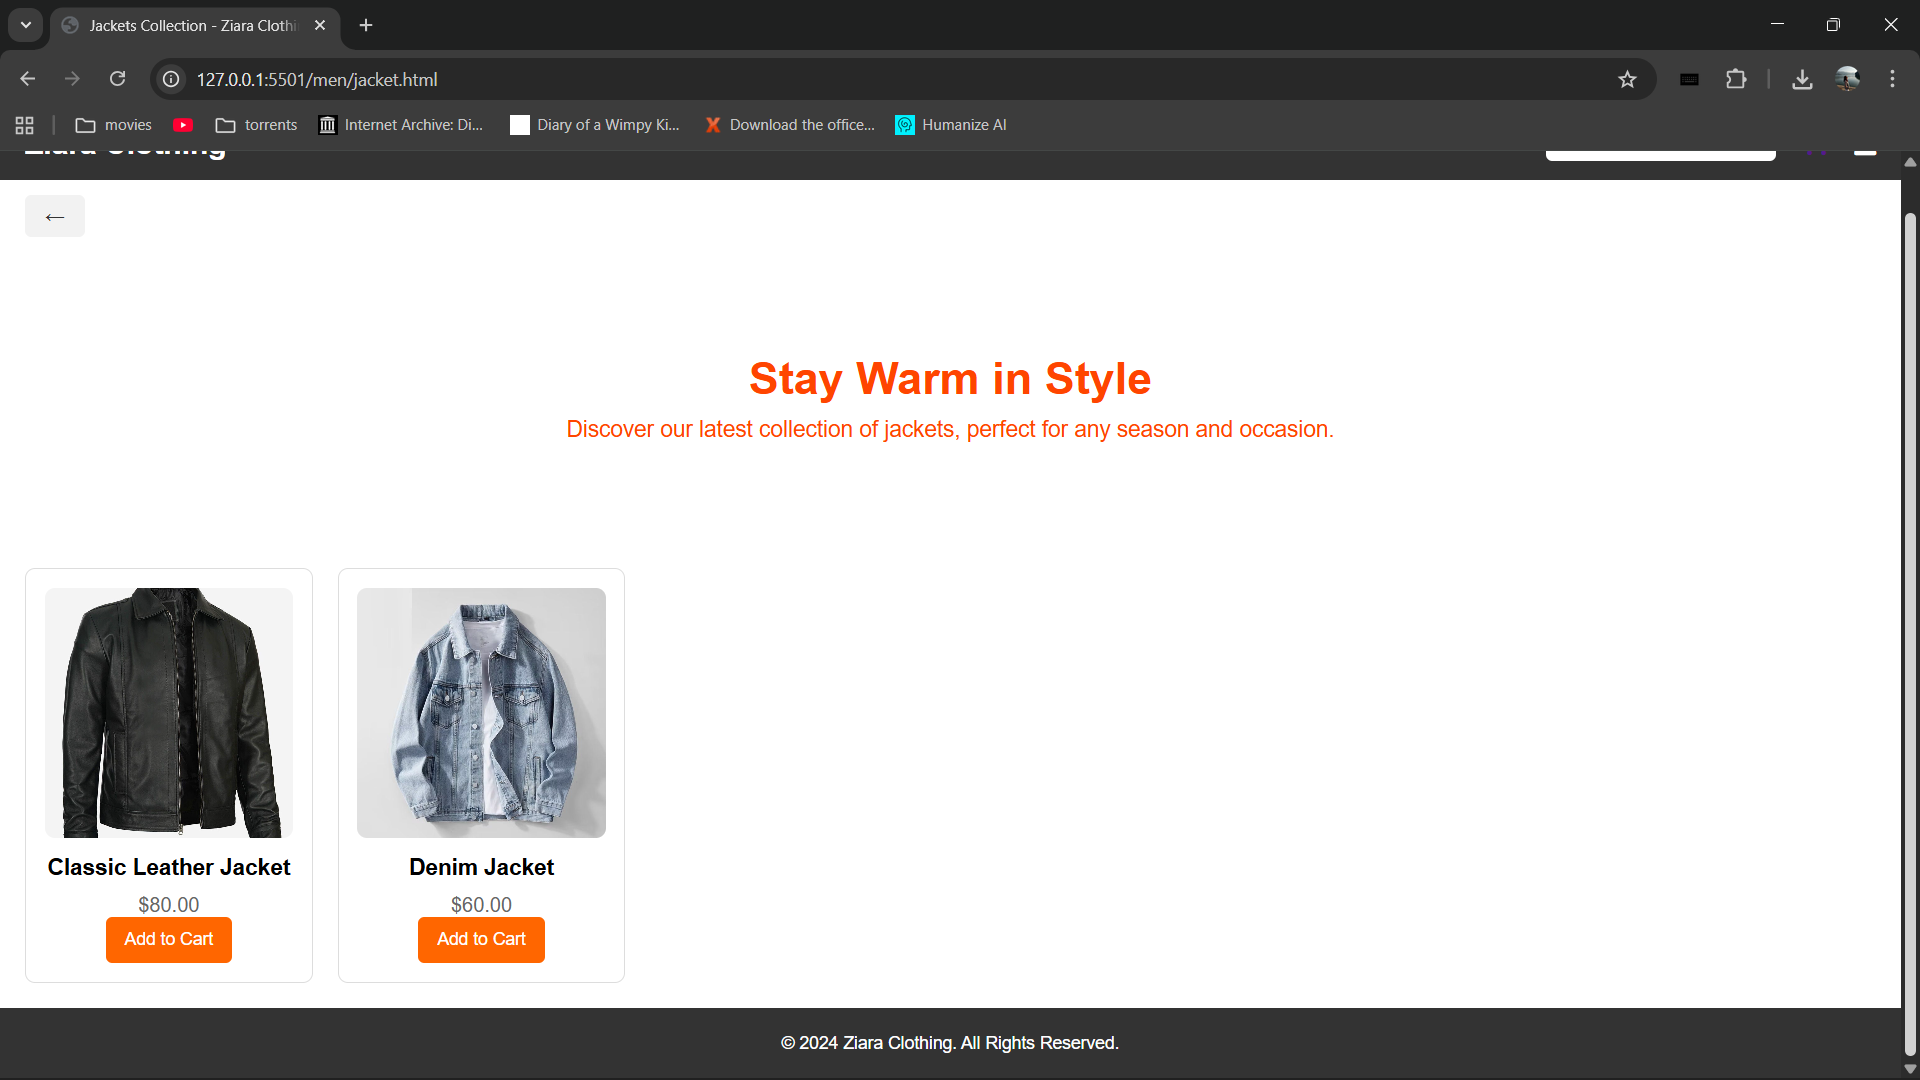 Jackets Collection - Ziara Clothi
127.0.0.1:5501/men/jacket.html
movies
torrents
Internet Archive: Di...
Diary of a Wimpy Ki...
Download the office...
Humanize AI
Ziara Clothing
←
Stay Warm in Style
Discover our latest collection of jackets, perfect for any season and occasion.
Classic Leather Jacket
$80.00
Add to Cart
Denim Jacket
$60.00
Add to Cart
© 2024 Ziara Clothing. All Rights Reserved.